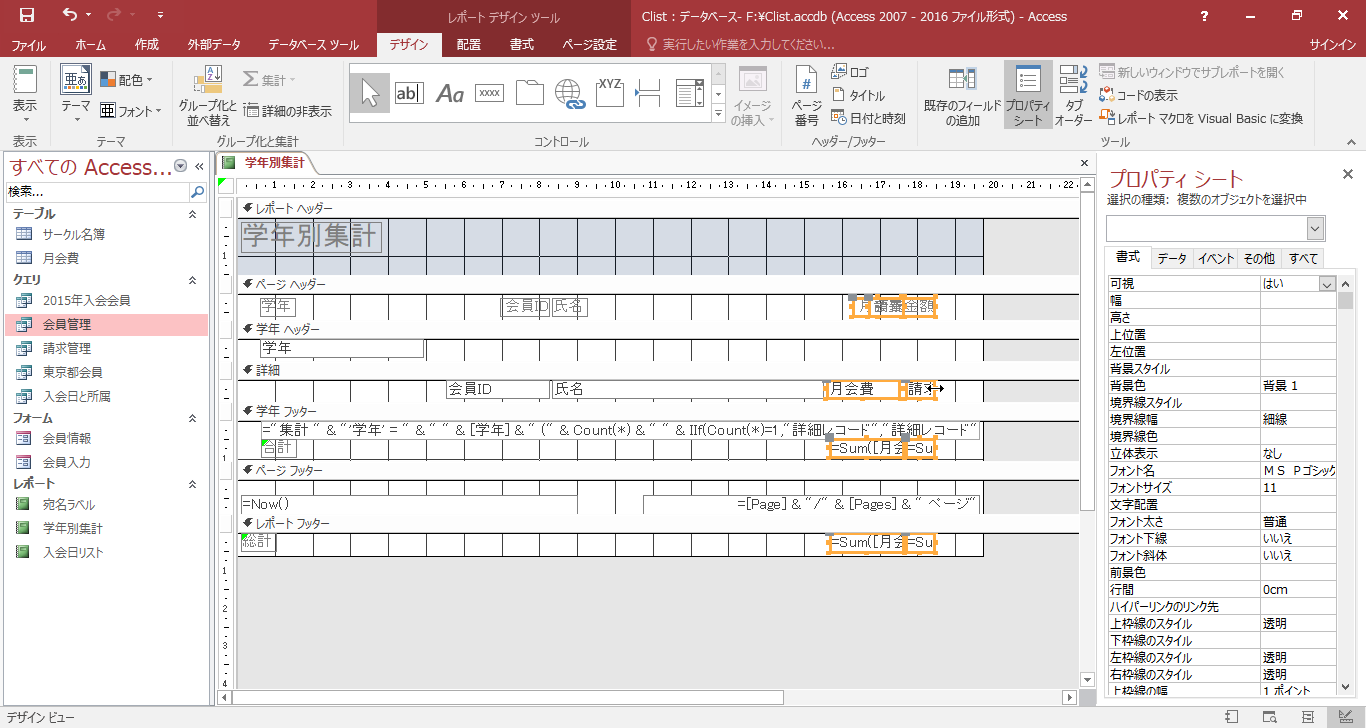 レポート デザイン ツール
Clist : データベース- F:¥Clist.accdb (Access 2007 - 2016 ファイル形式) - Access
?
ファイル ホーム 作成 外部データ データベース ツール デザイン 配置 書式 ページ設定 実行したい作業を入力してください... サインイン
表示
表示
テーマ
配色
フォント
テーマ
グループ化と並べ替え
集計
詳細の非表示
グループ化と集計
ab
Aa
xxxx
XYZ
コントロール
イメージの挿入
ページ番号
ロゴ
タイトル
日付と時刻
ヘッダー/フッター
既存のフィールドの追加
プロパティ シート
タブ オーダー
新しいウィンドウでサブレポートを開く
コードの表示
レポート マクロを Visual Basic に変換
ツール
すべての Access...
検索...
テーブル
サークル名簿
月会費
クエリ
2015年入会会員
会員管理
請求管理
東京都会員
入会日と所属
フォーム
会員情報
会員入力
レポート
宛名ラベル
学年別集計
入会日リスト
学年別集計
1 2 3 4 5 6 7 8 9 10 11 12 13 14 15 16 17 18 19 20 21 22
レポート ヘッダー
学年別集計
ページ ヘッダー
学年 会員ID 氏名
学年 ヘッダー
学年
詳細
会員ID 氏名 月会費
学年 フッター
="集計 " & "'学年' = " & " " & [学年] & " (" & Count(*) & " " & IIf(Count(*)=1,"詳細レコード","詳細レコード"
合計 =Sum([月会 =Su
ページ フッター
=Now() =[Page] & "/" & [Pages] & " ページ"
レポート フッター
総計 =Sum([月会 =Su
プロパティ シート
選択の種類: 複数のオブジェクトを選択中
書式 データ イベント その他 すべて
可視 はい
幅
高さ
上位置
左位置
背景スタイル
背景色 背景 1
境界線スタイル
境界線幅 細線
境界線色
立体表示 なし
フォント名 MS Pゴシック
フォントサイズ 11
文字配置
フォント太さ 普通
フォント下線 いいえ
フォント斜体 いいえ
前景色
行間 0cm
ハイパーリンクのリンク先
上枠線のスタイル 透明
下枠線のスタイル
左枠線のスタイル 透明
右枠線のスタイル 透明
上枠線の幅 1 ポイント
デザイン ビュー